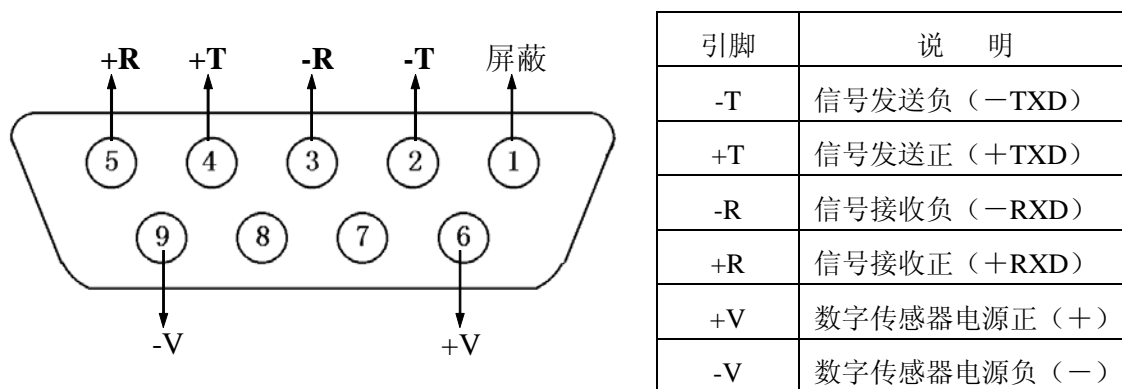 +R +T -R -T 屏蔽
5 4 3 2 1
9 8 7 6
-V +V
引脚 说 明
-T 信号发送负（－TXD）
+T 信号发送正（＋TXD）
-R 信号接收负（－RXD）
+R 信号接收正（＋RXD）
+V 数字传感器电源正（＋）
-V 数字传感器电源负（－）